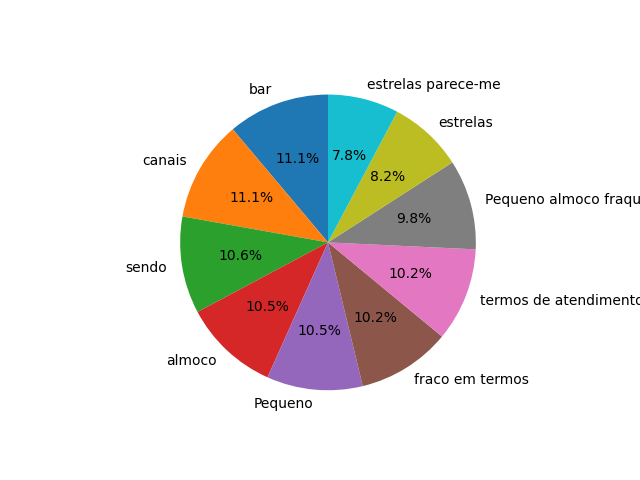 estrelas parece-me
bar
estrelas
canais
Pequeno almoco fraqu
sendo
termos de atendimento
almoco
fraco em termos
Pequeno
7.8%
11.1%
8.2%
11.1%
9.8%
10.6%
10.2%
10.5%
10.2%
10.5%